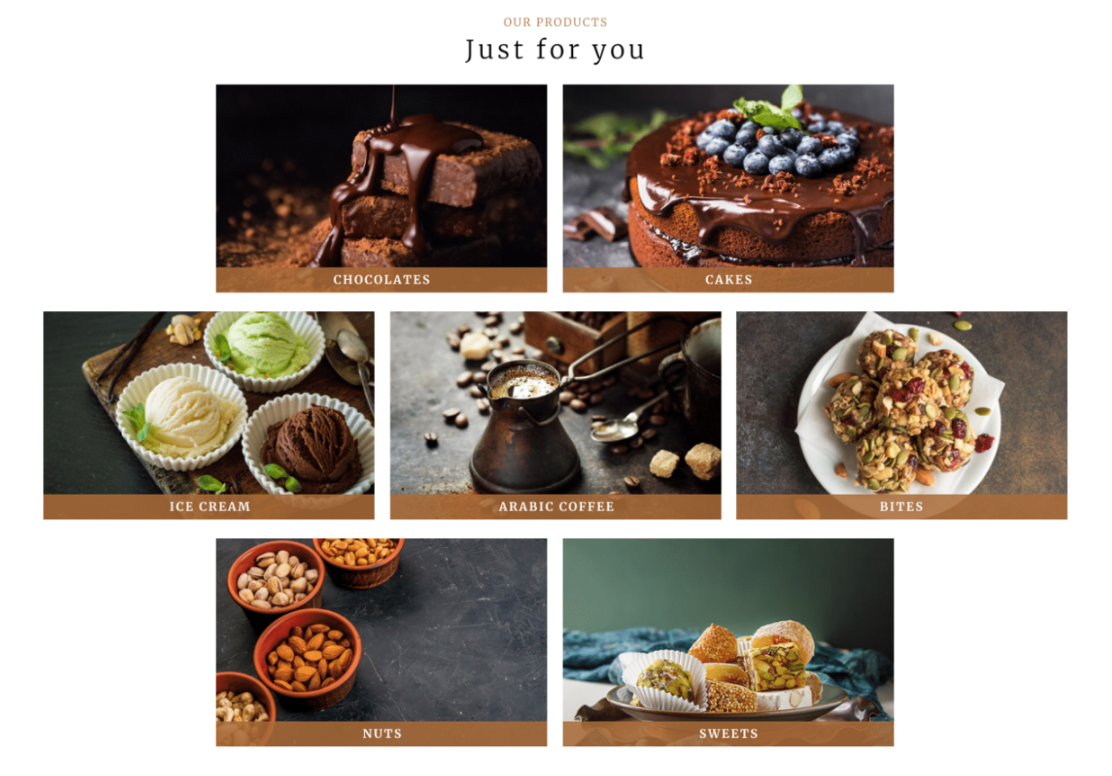 OUR PRODUCTS
Just for you
CHOCOLATES
CAKES
ICE CREAM
ARABIC COFFEE
BITES
NUTS
SWEETS